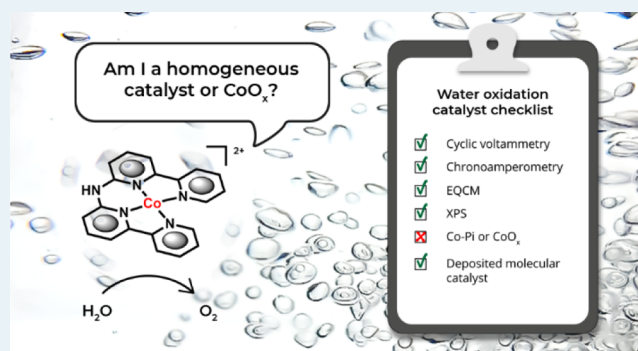 Am I a homogeneous
catalyst or CoOₓ?
2+
HN
N
N
Co
N
N
H₂O
O₂
Water oxidation
catalyst checklist
Cyclic voltammetry
Chronoamperometry
EQCM
XPS
Co-Pi or CoOₓ
Deposited molecular
catalyst